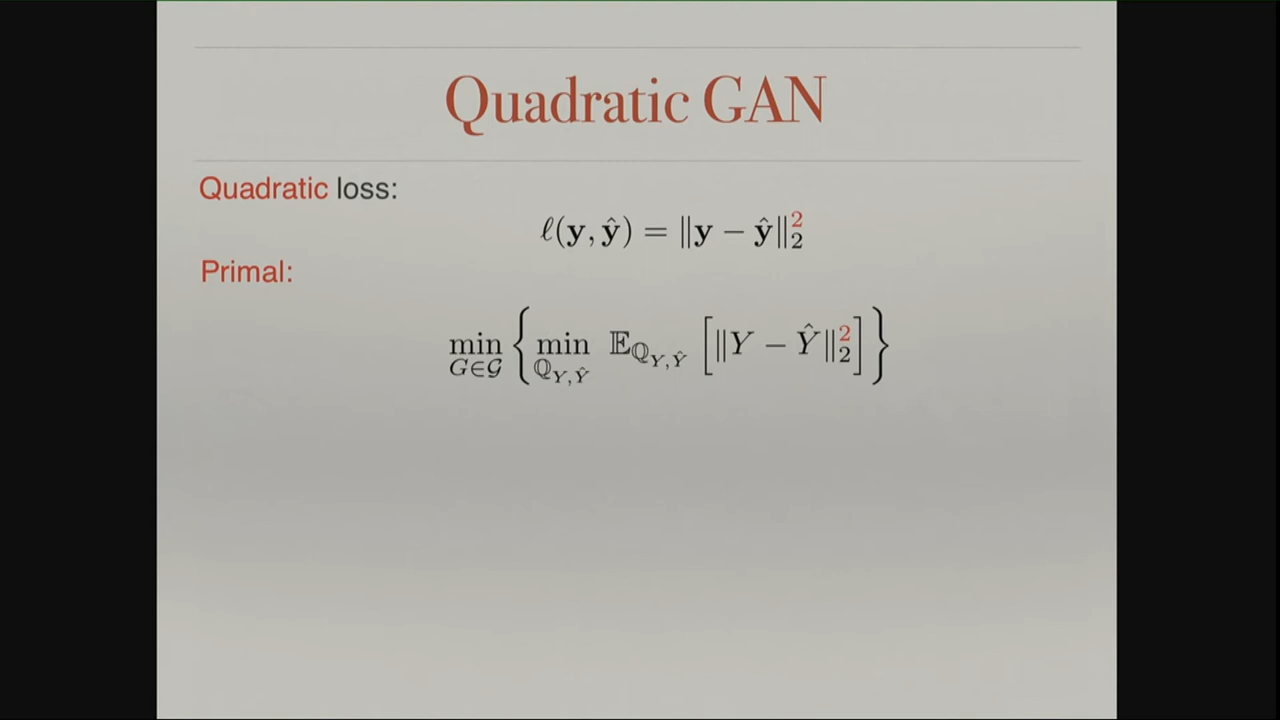 Quadratic GAN
Quadratic loss:
ℓ(𝐲, 𝐲̂) = ‖𝐲 − 𝐲̂‖₂²
Primal:
min_{G∈𝒢} { min_{ℚ_{Y,Ŷ}} 𝔼_{ℚ_{Y,Ŷ}} [ ‖Y − Ŷ‖₂² ] }